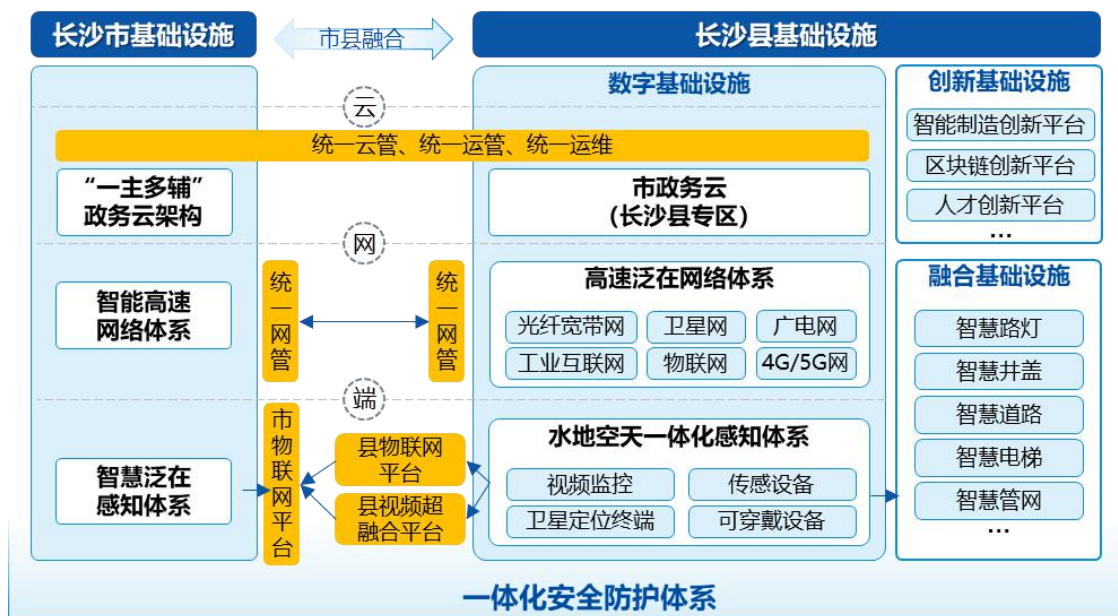 长沙市基础设施
市县融合
长沙县基础设施
数字基础设施
创新基础设施
云
智能制造创新平台
统一云管、统一运管、统一运维
区块链创新平台
“一主多辅”
政务云架构
市政务云
(长沙县专区)
人才创新平台
...
网
统一网管
统一网管
智能高速
网络体系
高速泛在网络体系
光纤宽带网
卫星网
广电网
工业互联网
物联网
4G/5G网
融合基础设施
智慧路灯
智慧井盖
智慧道路
智慧电梯
智慧管网
...
端
市物联网平台
县物联网
平台
县视频超
融合平台
智慧泛在
感知体系
水地空天一体化感知体系
视频监控
传感设备
卫星定位终端
可穿戴设备
一体化安全防护体系